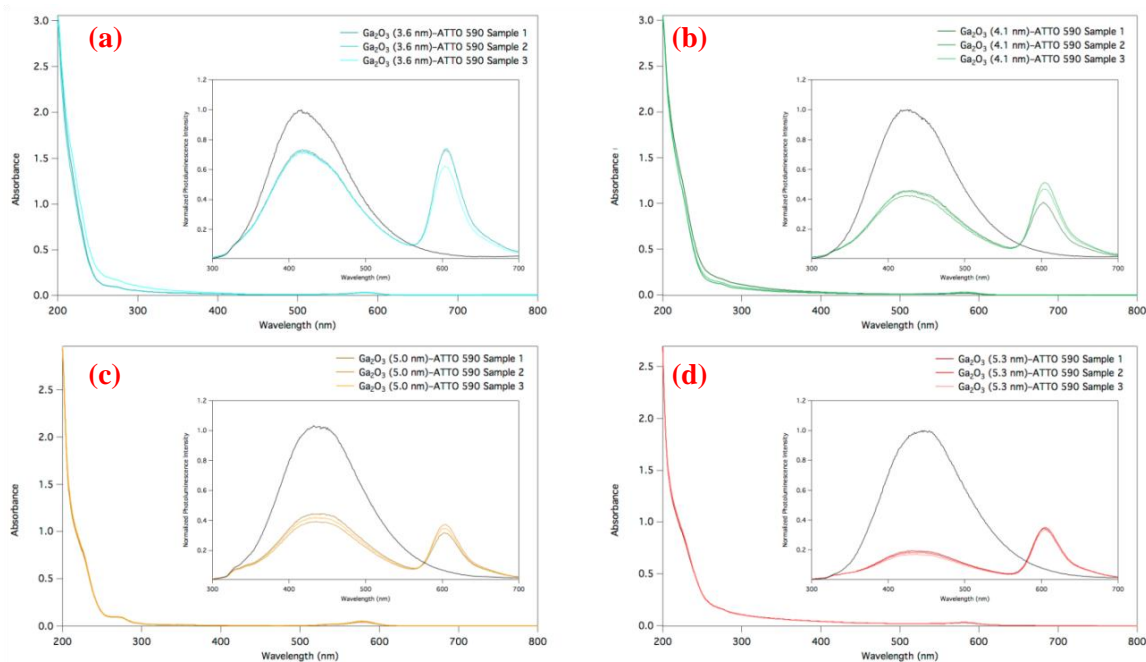 (a)
Ga₂O₃ (3.6 nm)–ATTO 590 Sample 1
Ga₂O₃ (3.6 nm)–ATTO 590 Sample 2
Ga₂O₃ (3.6 nm)–ATTO 590 Sample 3
3.0
2.5
2.0
1.5
1.0
0.5
0.0
Absorbance
200 300 400 500 600 700 800
Wavelength (nm)
1.2
1.0
0.8
0.6
0.4
0.2
Normalized Photoluminescence Intensity
300 400 500 600 700
Wavelength (nm)
(b)
Ga₂O₃ (4.1 nm)–ATTO 590 Sample 1
Ga₂O₃ (4.1 nm)–ATTO 590 Sample 2
Ga₂O₃ (4.1 nm)–ATTO 590 Sample 3
3.0
2.5
2.0
1.5
1.0
0.5
0.0
Absorbance
200 300 400 500 600 700 800
Wavelength (nm)
1.2
1.0
0.8
0.6
0.4
0.2
Normalized Photoluminescence Intensity
300 400 500 600 700
Wavelength (nm)
(c)
Ga₂O₃ (5.0 nm)–ATTO 590 Sample 1
Ga₂O₃ (5.0 nm)–ATTO 590 Sample 2
Ga₂O₃ (5.0 nm)–ATTO 590 Sample 3
2.5
2.0
1.5
1.0
0.5
0.0
Absorbance
200 300 400 500 600 700 800
Wavelength (nm)
1.2
1.0
0.8
0.6
0.4
0.2
Normalized Photoluminescence Intensity
300 400 500 600 700
Wavelength (nm)
(d)
Ga₂O₃ (5.3 nm)–ATTO 590 Sample 1
Ga₂O₃ (5.3 nm)–ATTO 590 Sample 2
Ga₂O₃ (5.3 nm)–ATTO 590 Sample 3
2.5
2.0
1.5
1.0
0.5
0.0
Absorbance
200 300 400 500 600 700 800
Wavelength (nm)
1.2
1.0
0.8
0.6
0.4
0.2
Normalized Photoluminescence Intensity
300 400 500 600 700
Wavelength (nm)